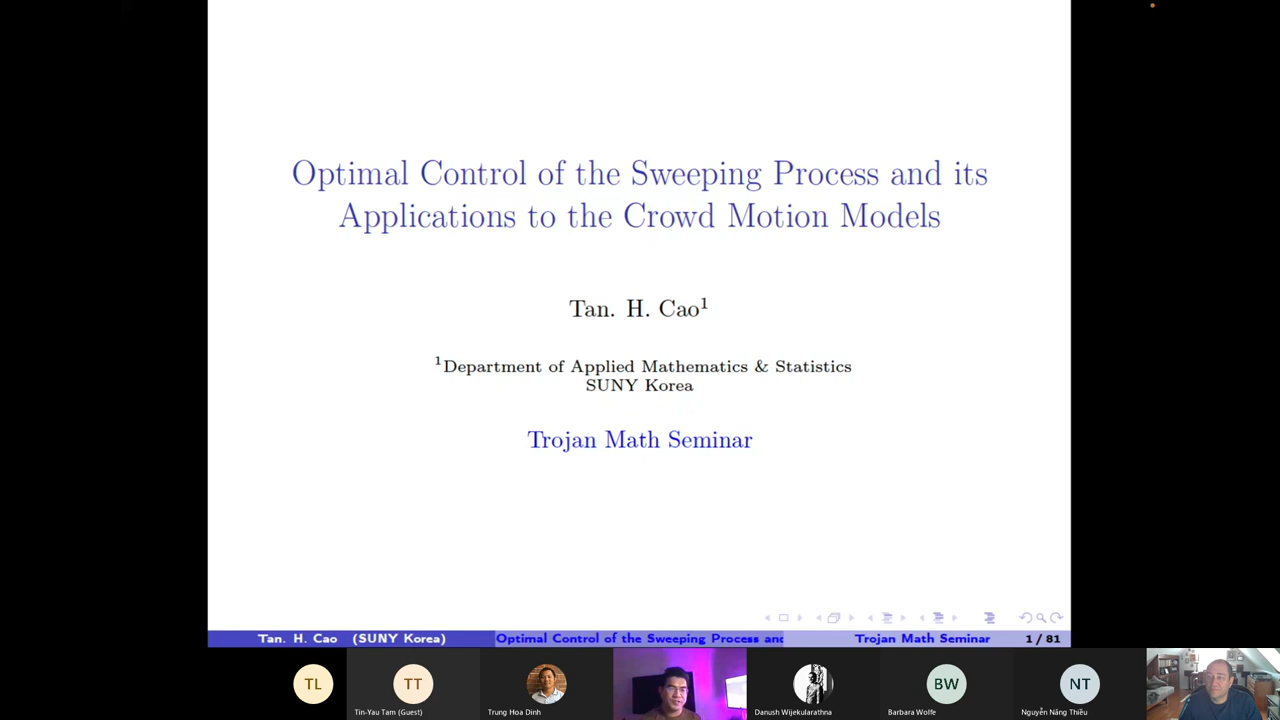 Optimal Control of the Sweeping Process and its
Applications to the Crowd Motion Models
Tan. H. Cao¹
¹Department of Applied Mathematics & Statistics
SUNY Korea
Trojan Math Seminar
Tan. H. Cao (SUNY Korea) Optimal Control of the Sweeping Process and Trojan Math Seminar 1 / 81
TL TT BW NT
Tin-Yau Tam (Guest) Trung Hoa Dinh Danush Wijekularathna Barbara Wolfe Nguyễn Năng Thiều